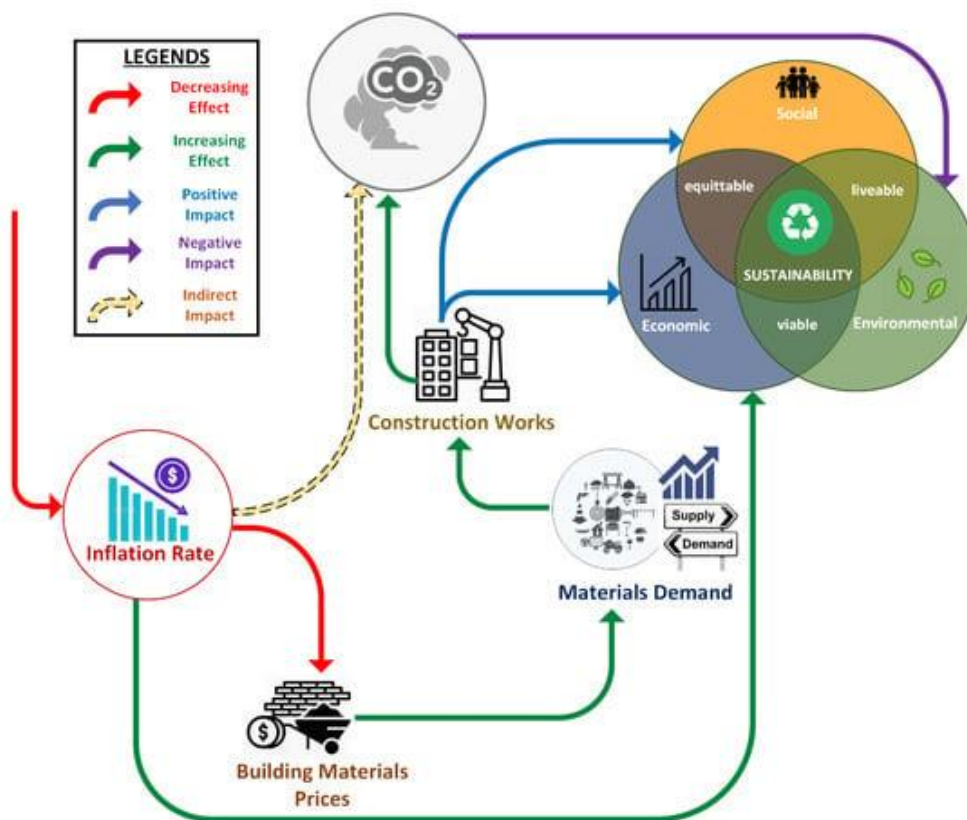 LEGENDS
Decreasing
Effect
Increasing
Effect
Positive
Impact
Negative
Impact
Indirect
Impact
CO2
Social
equittable
liveable
SUSTAINABILITY
Economic
viable
Environmental
Construction Works
$
Inflation Rate
Supply
Demand
Materials Demand
$
Building Materials
Prices